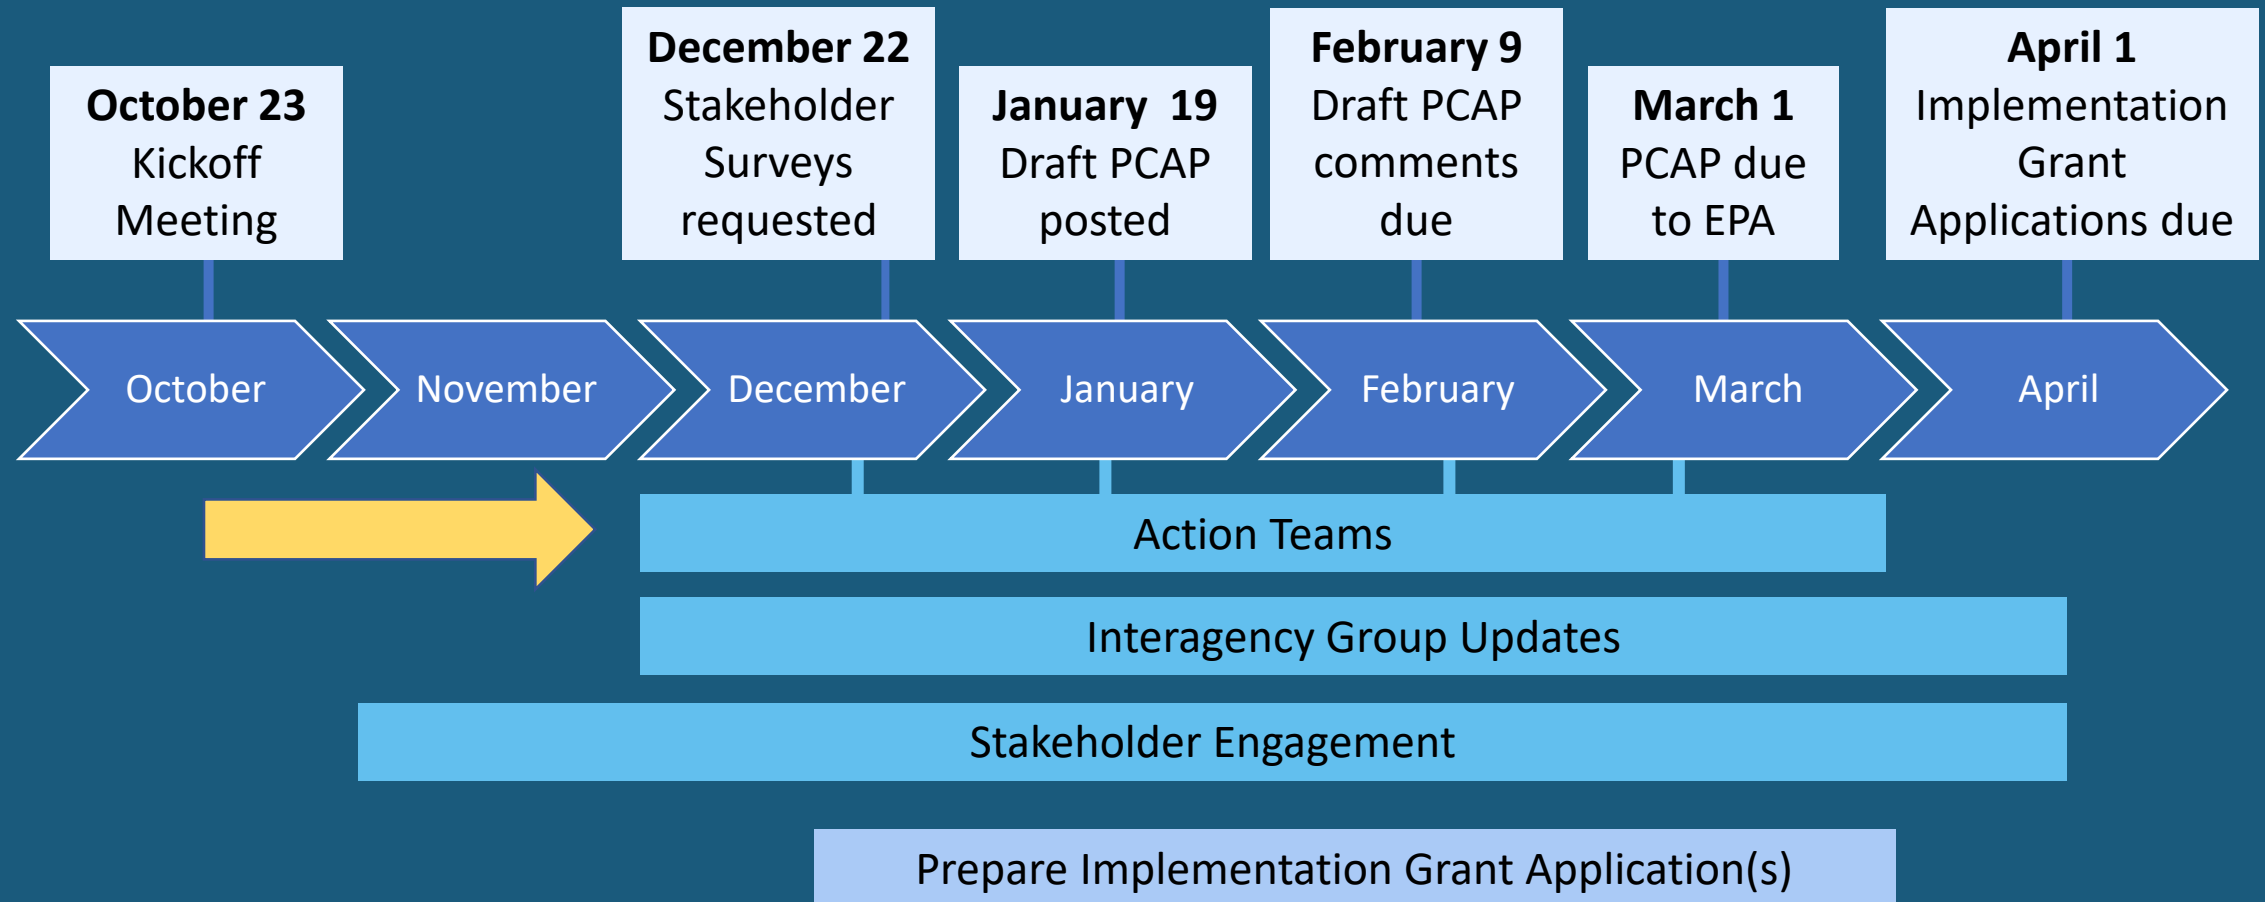 October 23
Kickoff
Meeting
December 22
Stakeholder
Surveys
requested
January  19
Draft PCAP
posted
February 9
Draft PCAP
comments
due
March 1
PCAP due
to EPA
April 1
Implementation
Grant
Applications due
October
November
December
January
February
March
April
Action Teams
Interagency Group Updates
Stakeholder Engagement
Prepare Implementation Grant Application(s)